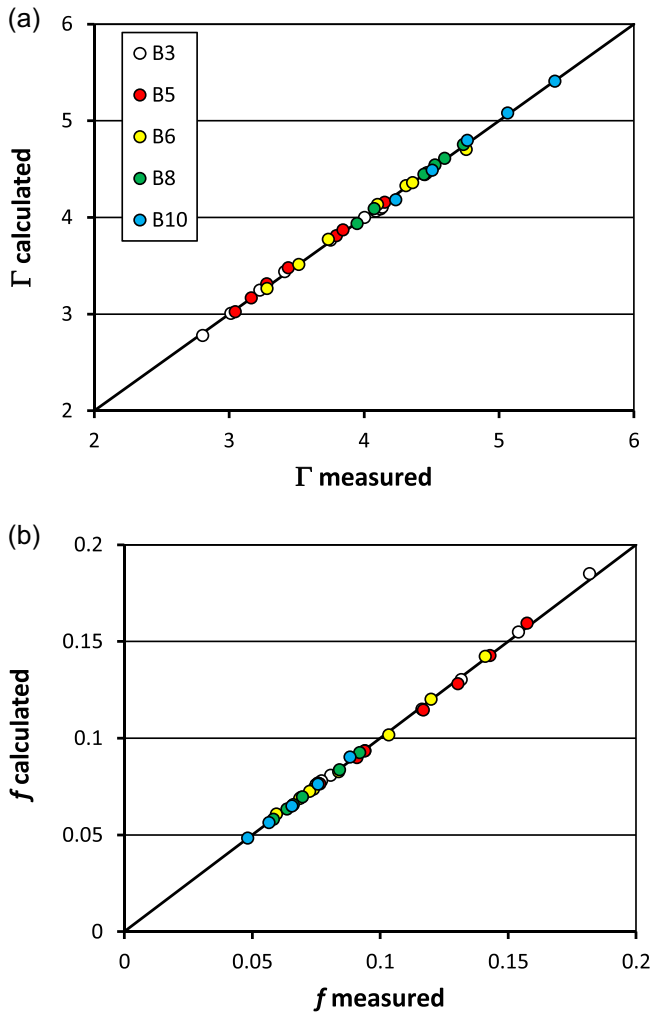 (a)
6
5
4
3
2
B3
B5
B6
B8
B10
Γ calculated
2 3 4 5 6
Γ measured
(b)
0.2
0.15
0.1
0.05
0
f calculated
0 0.05 0.1 0.15 0.2
f measured